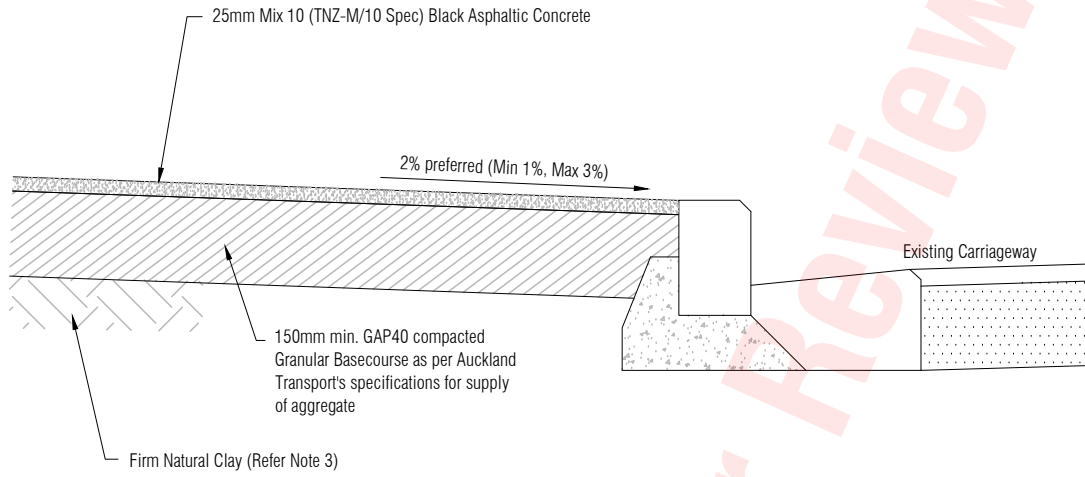 25mm Mix 10 (TNZ-M/10 Spec) Black Asphaltic Concrete
2% preferred (Min 1%, Max 3%)
Existing Carriageway
150mm min. GAP40 compacted
Granular Basecourse as per Auckland
Transport's specifications for supply
of aggregate
Firm Natural Clay (Refer Note 3)
r Review